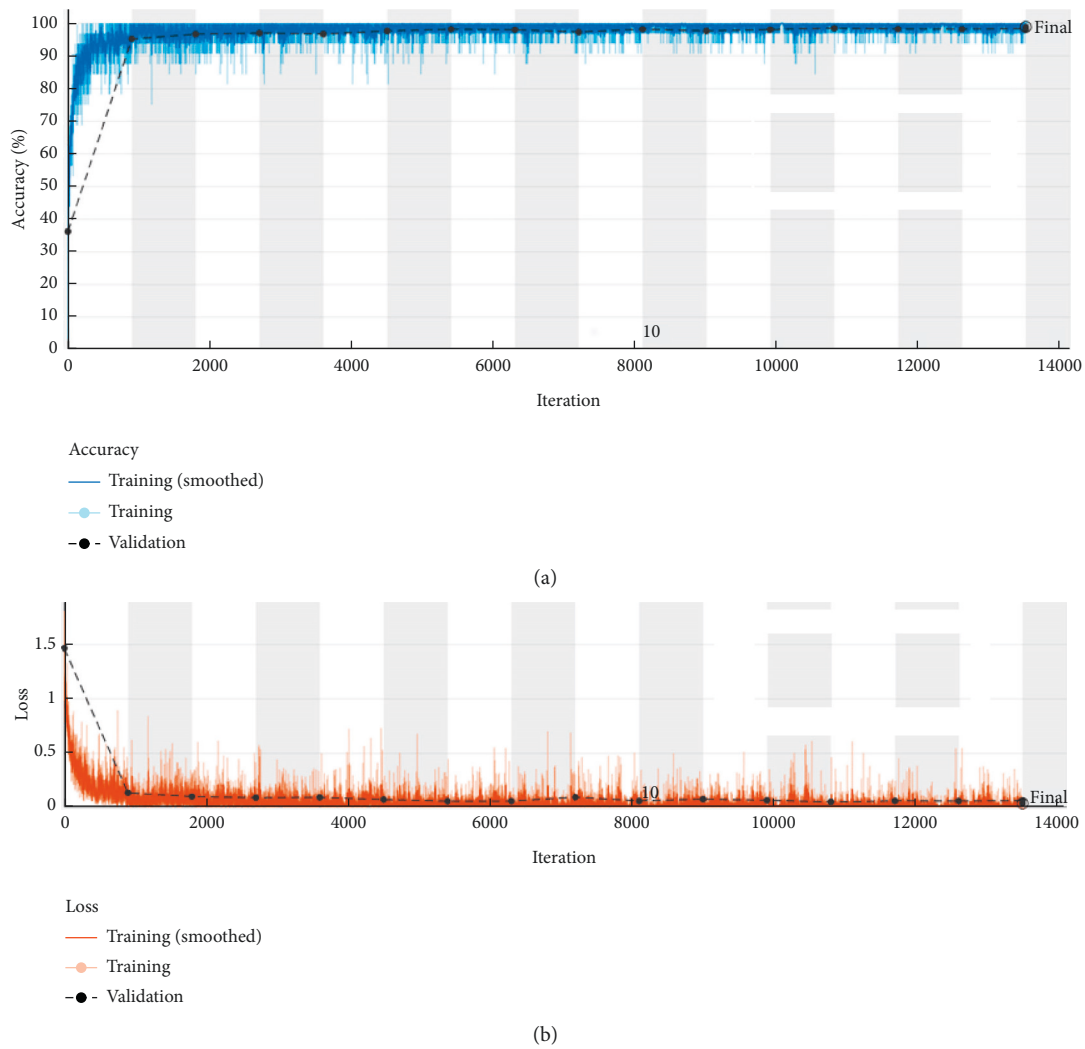 100
90
80
70
60
50
40
30
20
10
0
Accuracy (%)
Final
10
0 2000 4000 6000 8000 10000 12000 14000
Iteration
Accuracy
Training (smoothed)
Training
Validation
(a)
1.5
1
0.5
0
Loss
10
Final
0 2000 4000 6000 8000 10000 12000 14000
Iteration
Loss
Training (smoothed)
Training
Validation
(b)